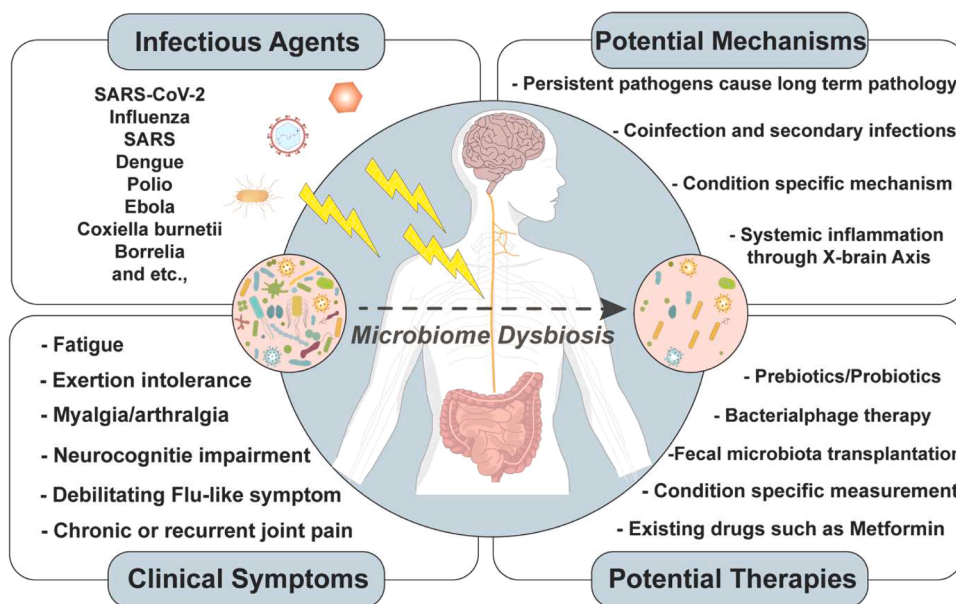 Infectious Agents
SARS-CoV-2
Influenza
SARS
Dengue
Polio
Ebola
Coxiella burnetii
Borrelia
and etc.,
Potential Mechanisms
- Persistent pathogens cause long term pathology
- Coinfection and secondary infections
- Condition specific mechanism
- Systemic inflammation
through X-brain Axis
Microbiome Dysbiosis
- Fatigue
- Exertion intolerance
- Myalgia/arthralgia
- Neurocognitie impairment
- Debilitating Flu-like symptom
- Chronic or recurrent joint pain
Clinical Symptoms
- Prebiotics/Probiotics
- Bacterialphage therapy
-Fecal microbiota transplantation
- Condition specific measurement
- Existing drugs such as Metformin
Potential Therapies